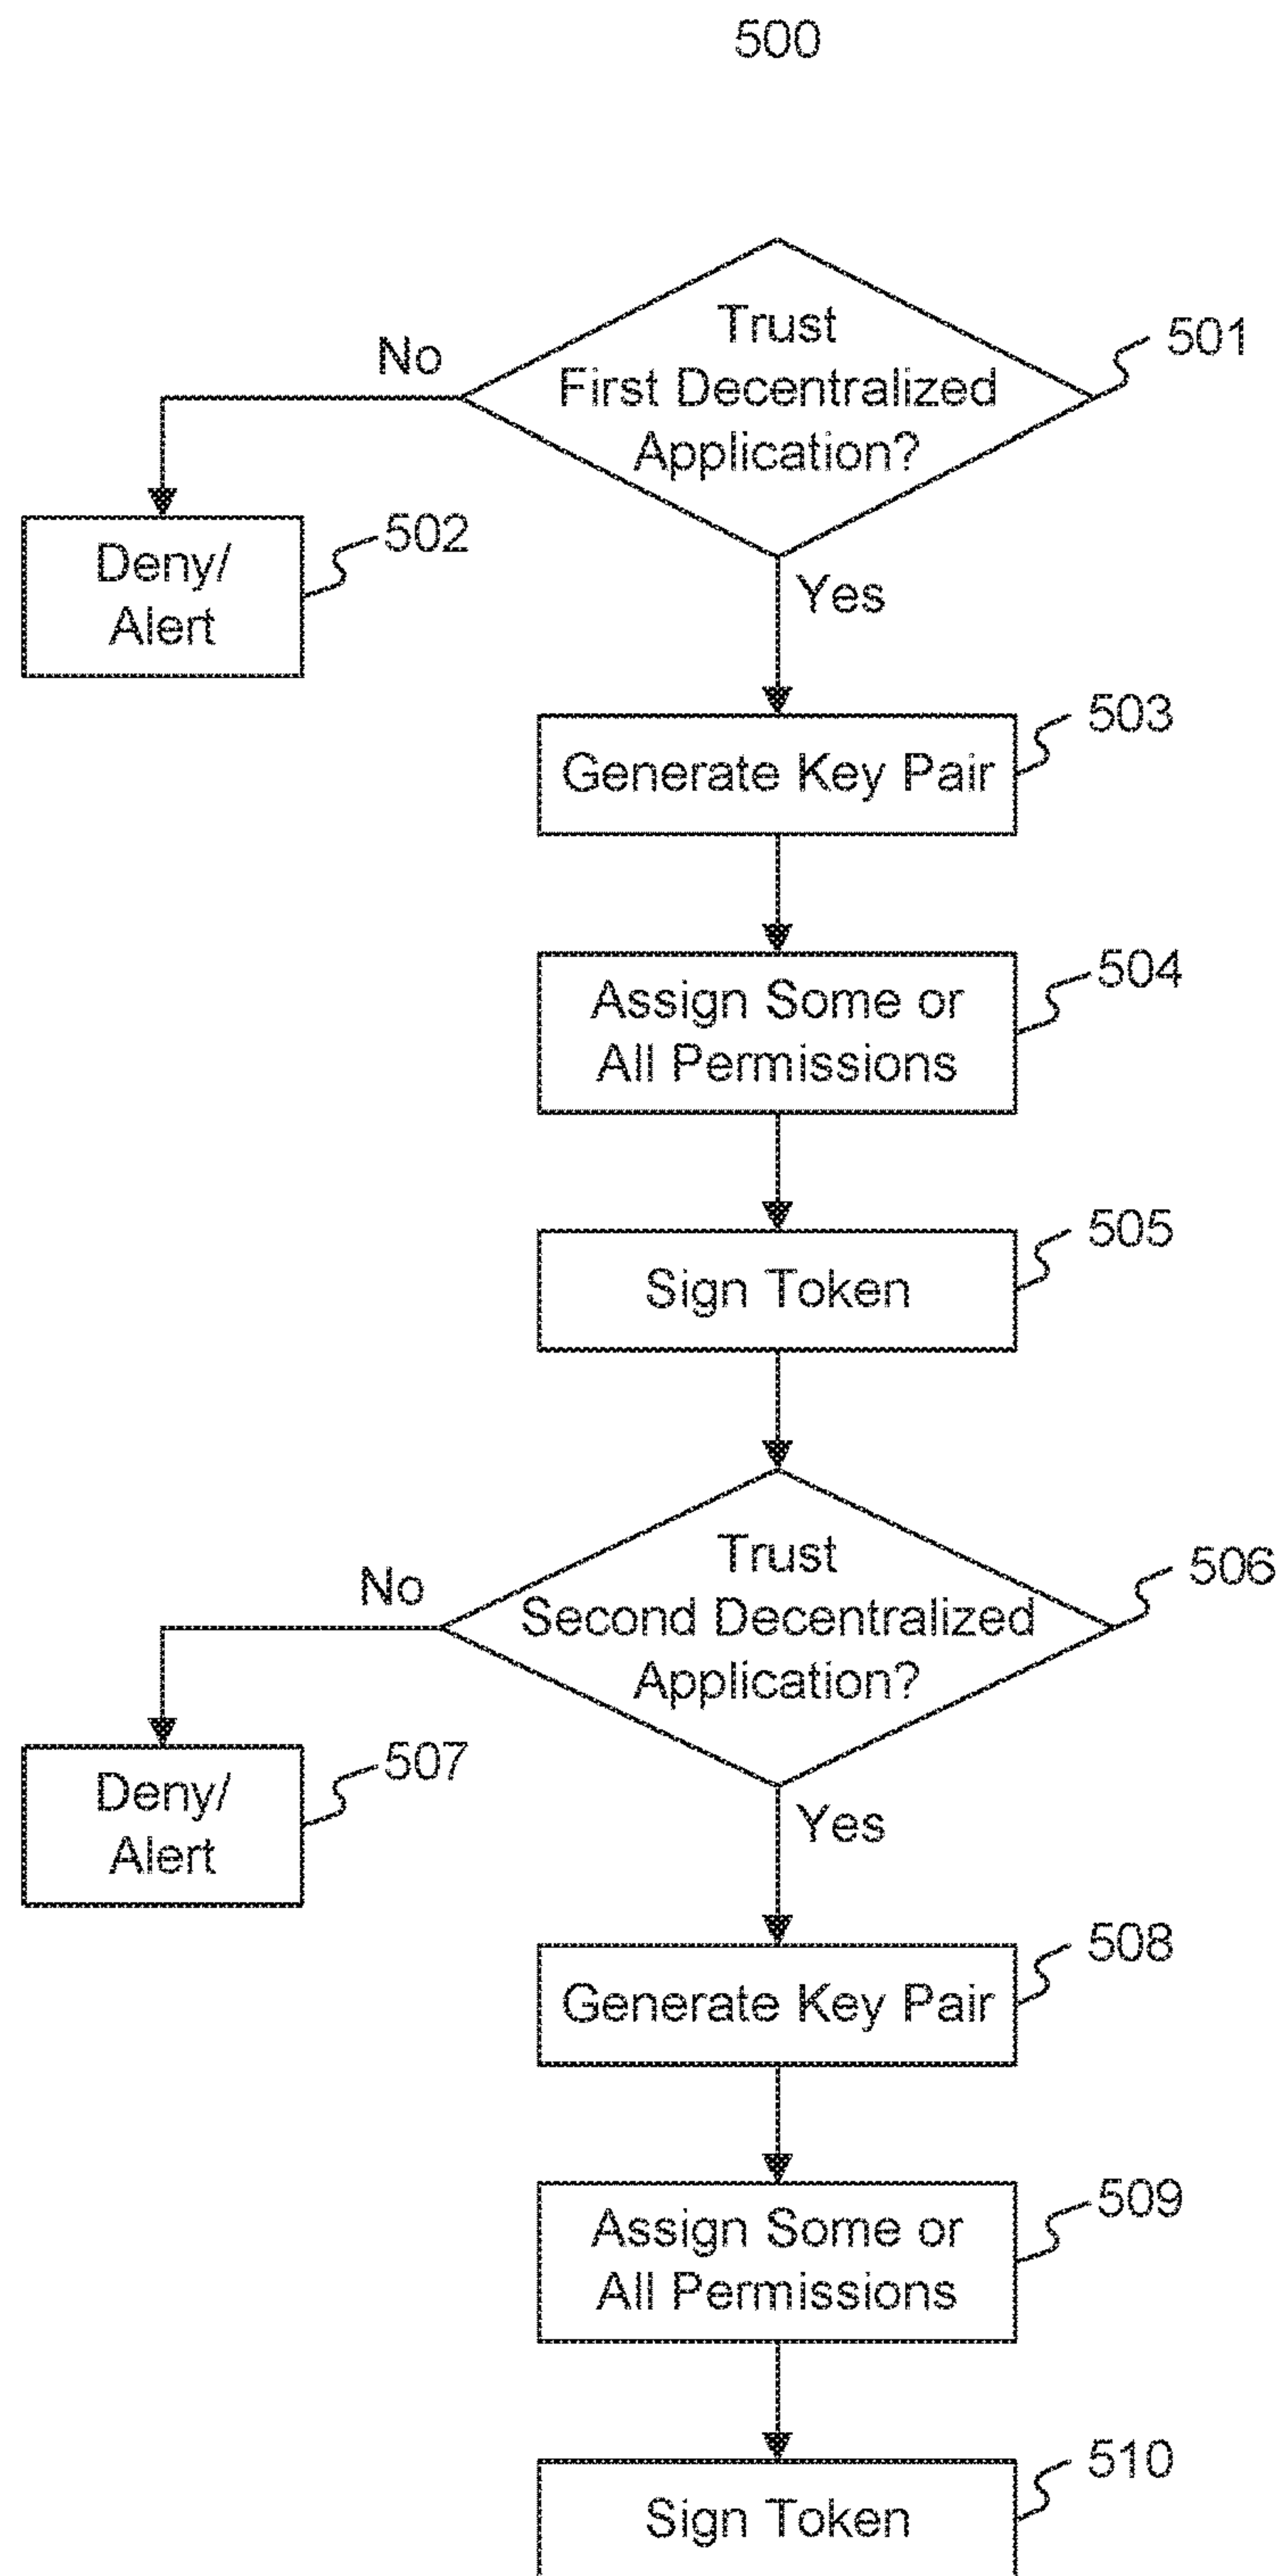 500
Trust
First Decentralized
Application?
501
No
Deny/
Alert
502
Yes
Generate Key Pair
503
Assign Some or
All Permissions
504
Sign Token
505
Trust
Second Decentralized
Application?
506
No
Deny/
Alert
507
Yes
Generate Key Pair
508
Assign Some or
All Permissions
509
Sign Token
510